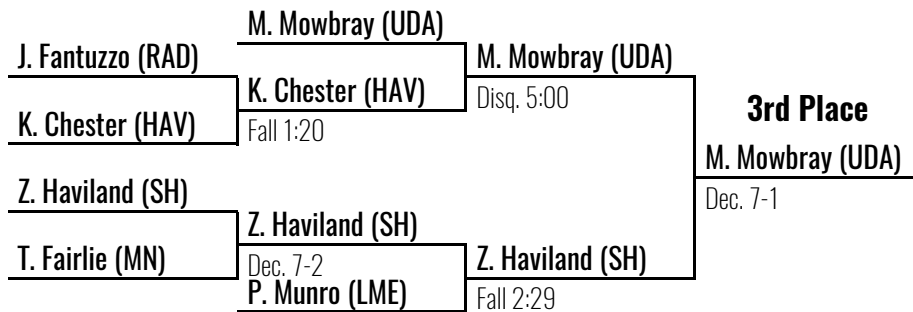 M. Mowbray (UDA)
J. Fantuzzo (RAD)
M. Mowbray (UDA)
K. Chester (HAV)
Disq. 5:00
3rd Place
K. Chester (HAV)
Fall 1:20
M. Mowbray (UDA)
Z. Haviland (SH)
Dec. 7-1
Z. Haviland (SH)
T. Fairlie (MN)
Dec. 7-2
Z. Haviland (SH)
P. Munro (LME)
Fall 2:29